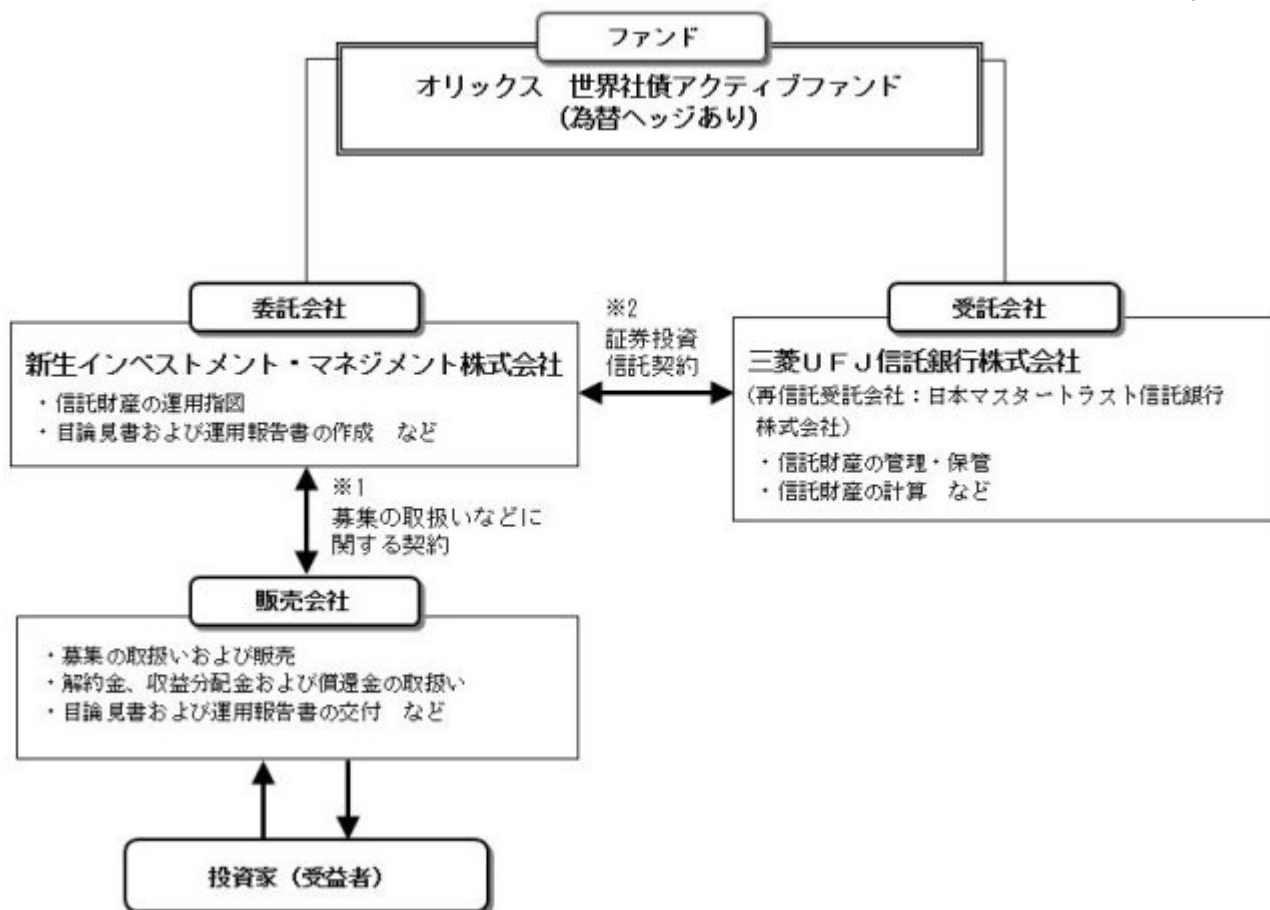 ファンド
オリックス　世界社債アクティブファンド
(為替ヘッジあり)
委託会社
新生インベストメント・マネジメント株式会社
・信託財産の運用指図
・目論見書および運用報告書の作成　など
※2
証券投資
信託契約
受託会社
三菱ＵＦＪ信託銀行株式会社
(再信託受託会社：日本マスタートラスト信託銀行
株式会社)
・信託財産の管理・保管
・信託財産の計算　など
※1
募集の取扱いなどに
関する契約
販売会社
・募集の取扱いおよび販売
・解約金、収益分配金および償還金の取扱い
・目論見書および運用報告書の交付　など
投資家（受益者）